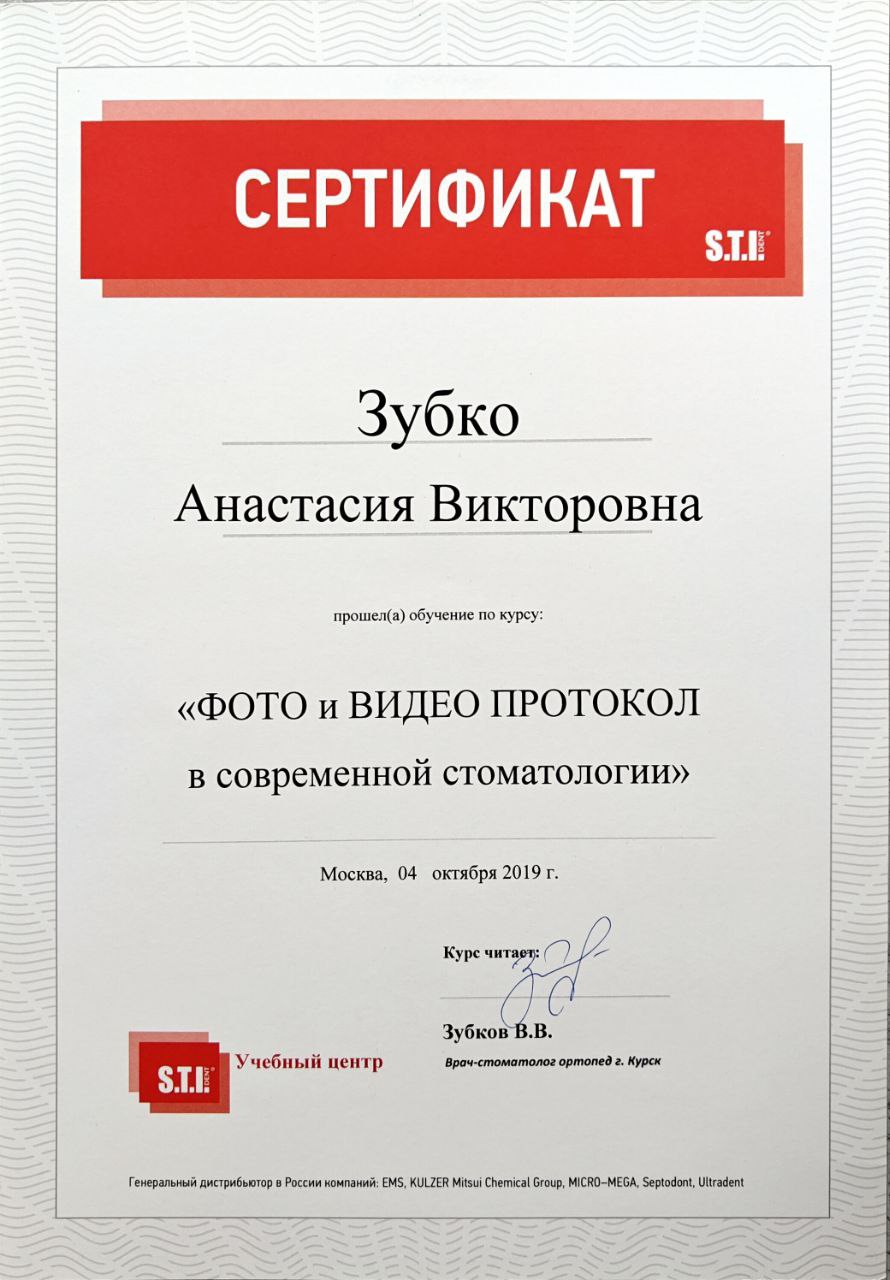 СЕРТИФИКАТ
S.T.I.DENT®
Зубко
Анастасия Викторовна
прошел(а) обучение по курсу:
«ФОТО и ВИДЕО ПРОТОКОЛ
в современной стоматологии»
Москва, 04 октября 2019 г.
Курс читает:
Зубков В.В.
Врач-стоматолог ортопед г. Курск
S.T.I.DENT®
Учебный центр
Генеральный дистрибьютор в России компаний: EMS, KULZER Mitsui Chemical Group, MICRO–MEGA, Septodont, Ultradent